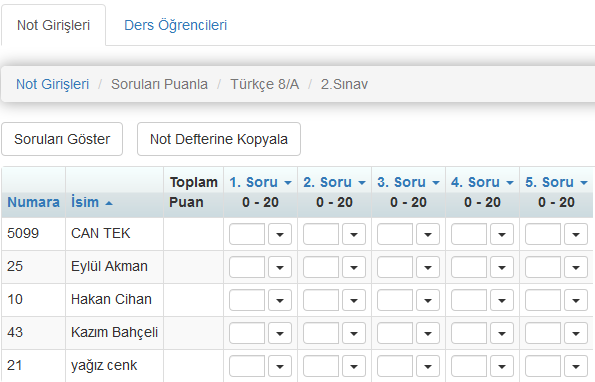 Not Girişleri Ders Öğrencileri
Not Girişleri / Soruları Puanla / Türkçe 8/A / 2.Sınav
Soruları Göster Not Defterine Kopyala
Numara İsim Toplam Puan 1. Soru 0 - 20 2. Soru 0 - 20 3. Soru 0 - 20 4. Soru 0 - 20 5. Soru 0 - 20
5099 CAN TEK
25 Eylül Akman
10 Hakan Cihan
43 Kazım Bahçeli
21 yağız cenk